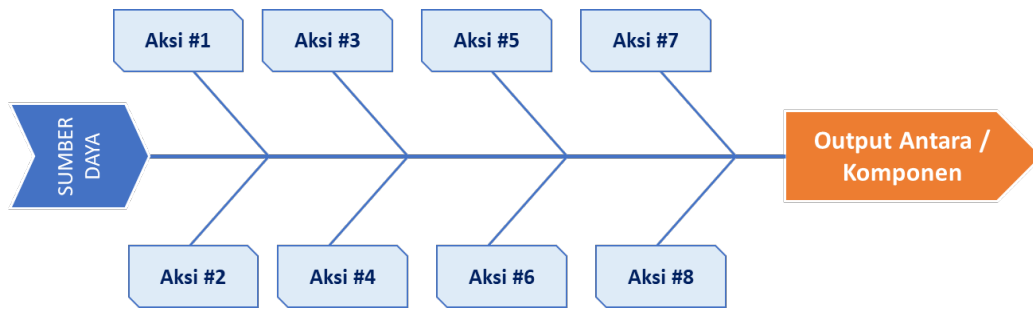 Aksi #1
Aksi #3
Aksi #5
Aksi #7
SUMBER
DAYA
Output Antara /
Komponen
Aksi #2
Aksi #4
Aksi #6
Aksi #8